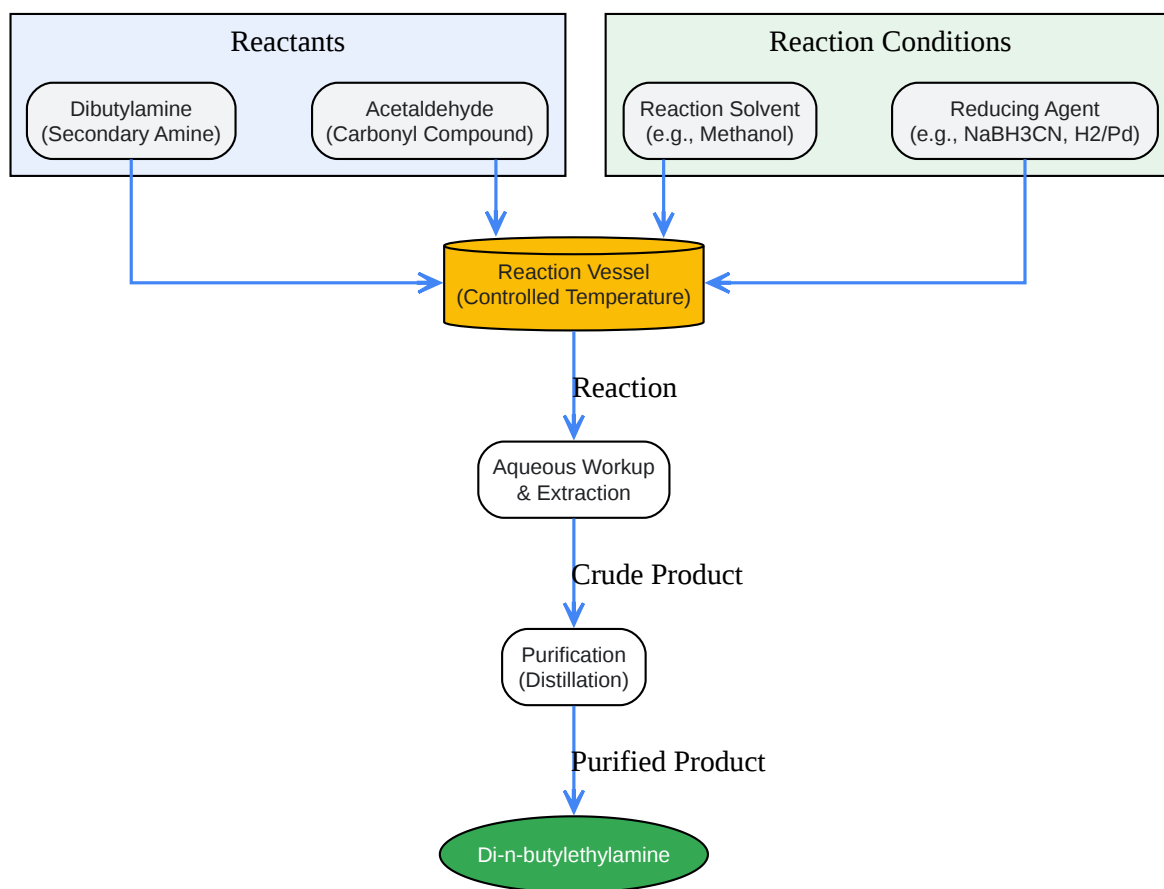 Reactants
Reaction Conditions
Dibutylamine
(Secondary Amine)
Acetaldehyde
(Carbonyl Compound)
Reaction Solvent
(e.g., Methanol)
Reducing Agent
(e.g., NaBH3CN, H2/Pd)
Reaction Vessel
(Controlled Temperature)
Reaction
Aqueous Workup
& Extraction
Crude Product
Purification
(Distillation)
Purified Product
Di-n-butylethylamine